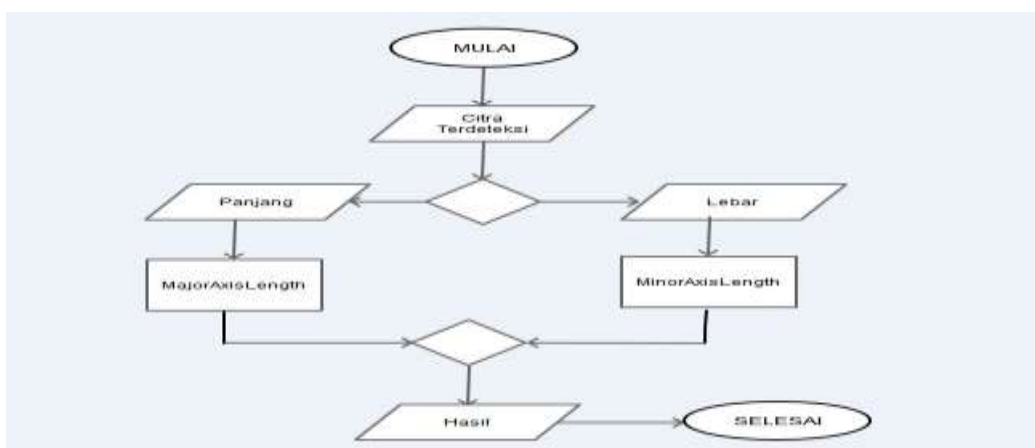 MULAI
Citra
Terdeteksi
Panjang
Lebar
MajorAxisLength
MinorAxisLength
Hasil
SELESAI